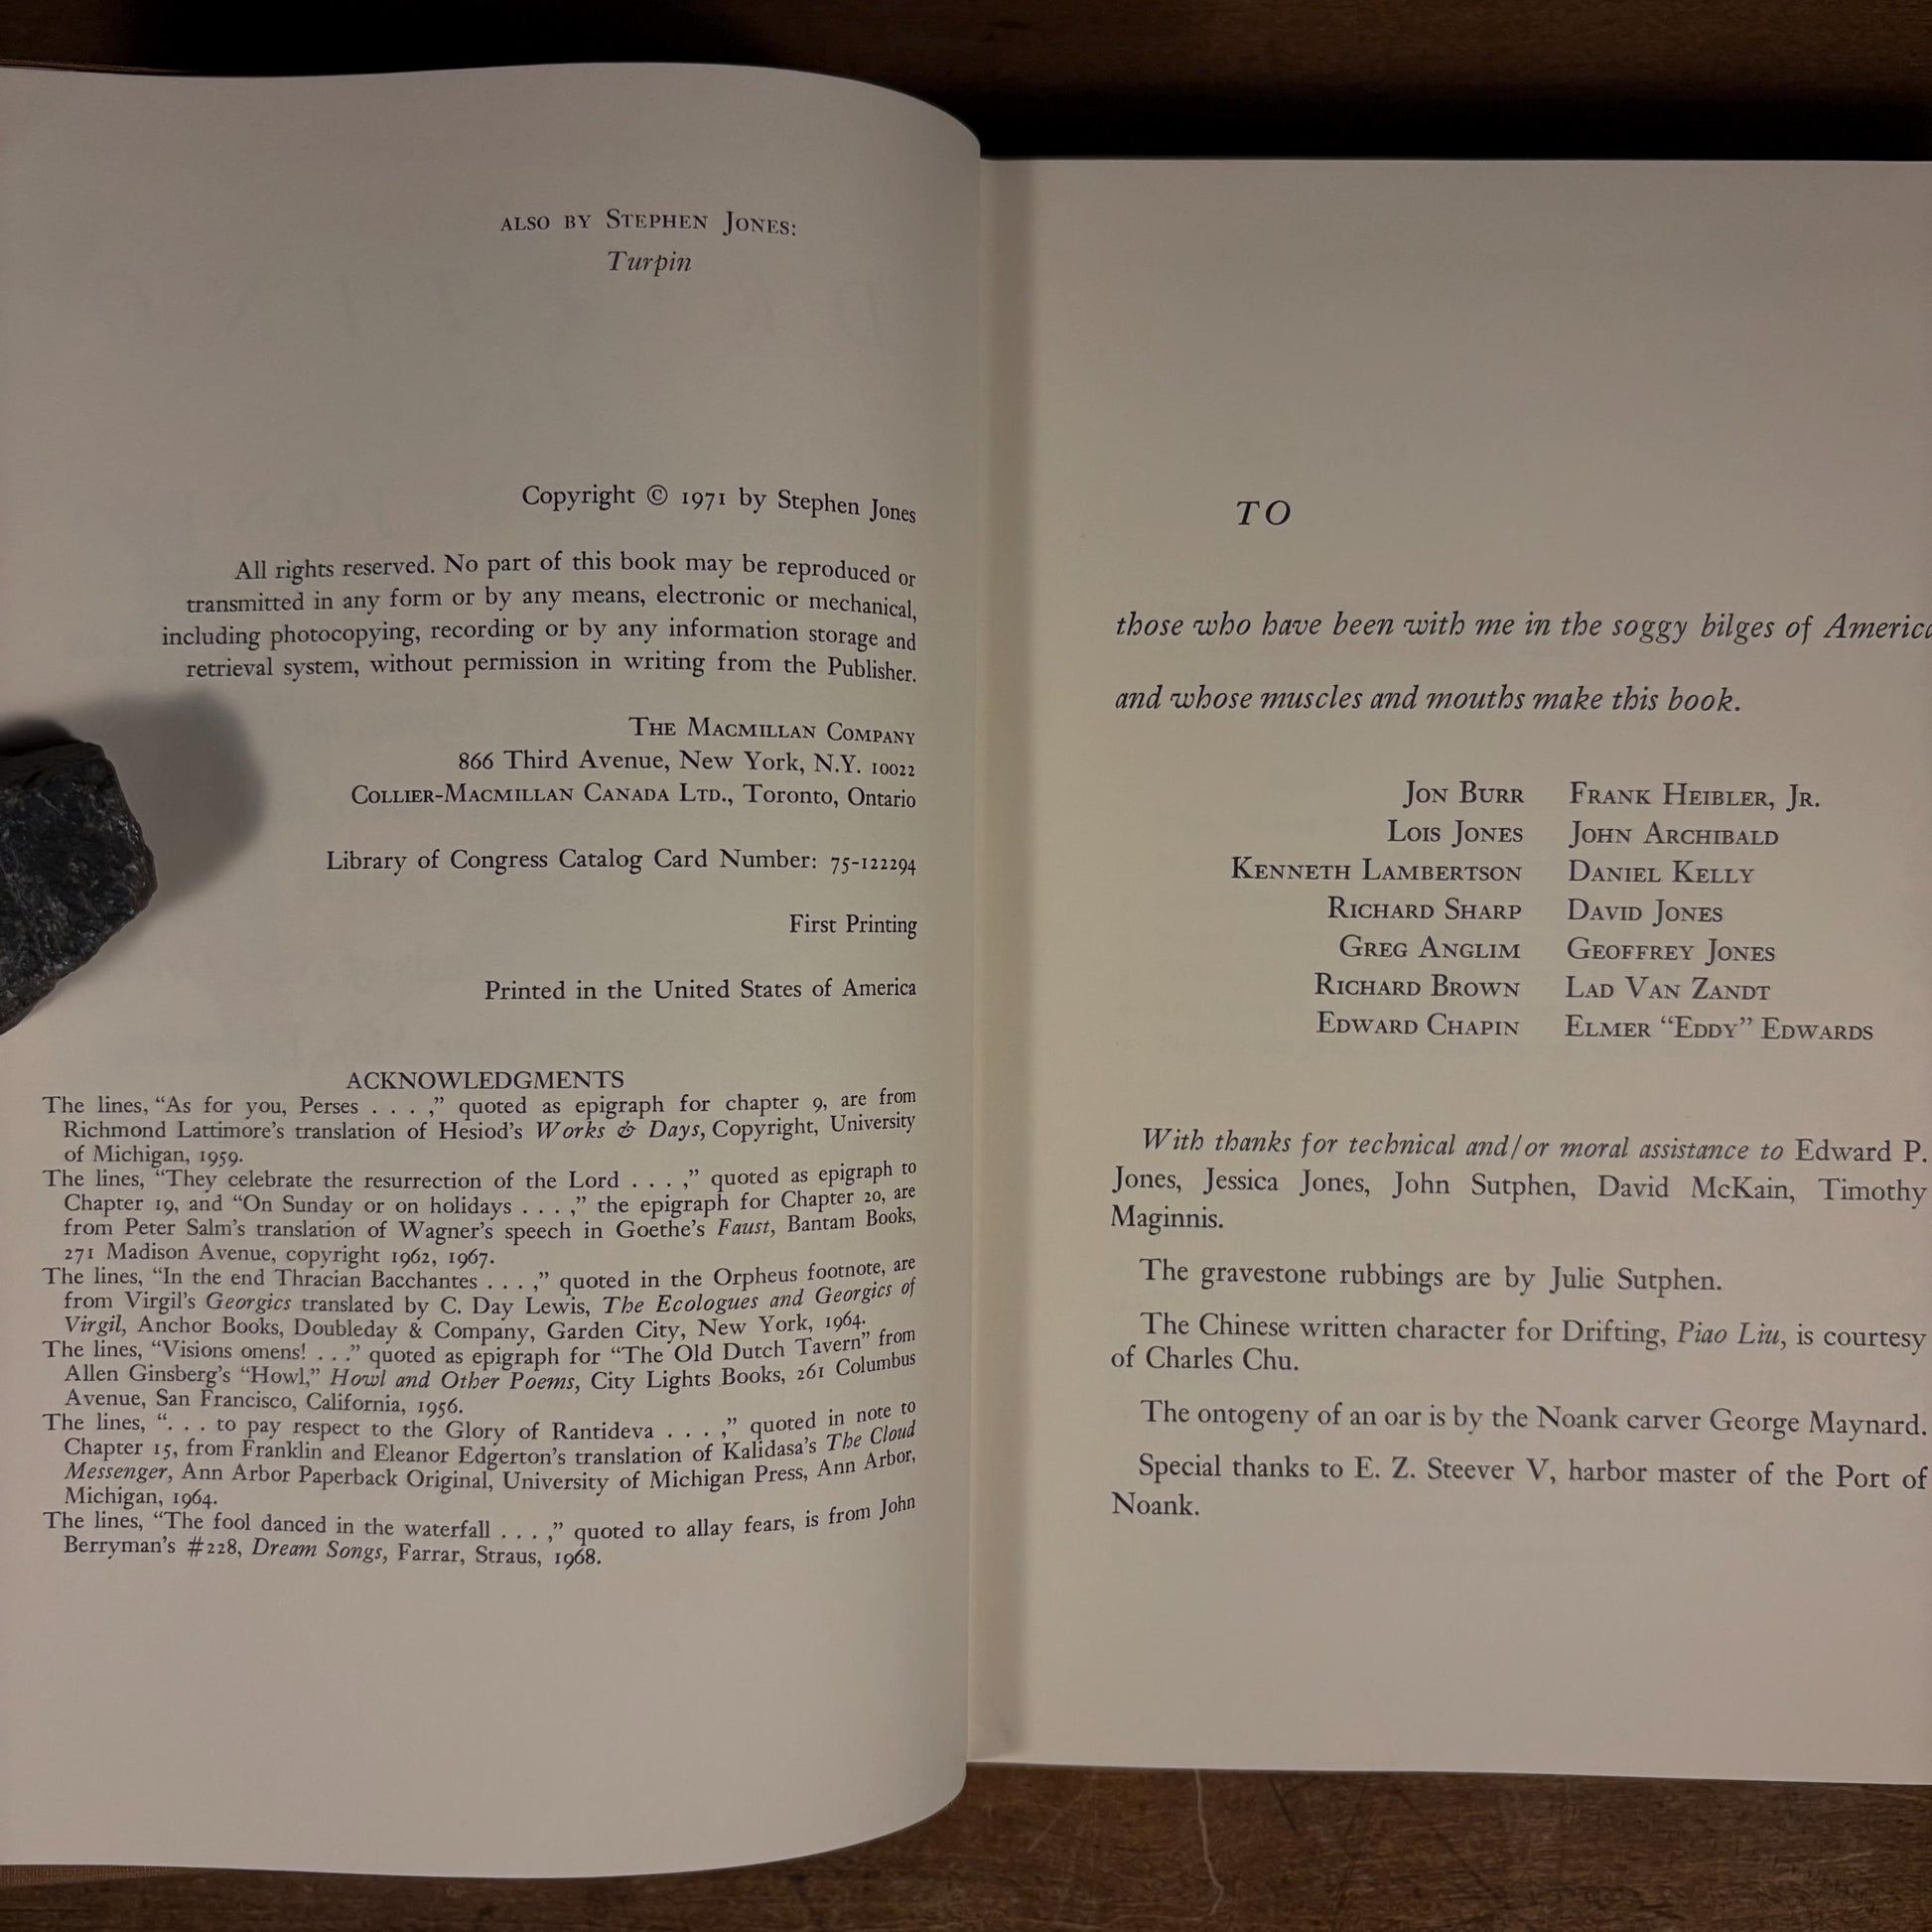 ALSO BY STEPHEN JONES:
Turpin
Copyright © 1971 by Stephen Jones
All rights reserved. No part of this book may be reproduced or
transmitted in any form or by any means, electronic or mechanical,
including photocopying, recording or by any information storage and
retrieval system, without permission in writing from the Publisher.
THE MACMILLAN COMPANY
866 Third Avenue, New York, N.Y. 10022
COLLIER-MACMILLAN CANADA LTD., Toronto, Ontario
Library of Congress Catalog Card Number: 75-122294
First Printing
Printed in the United States of America
ACKNOWLEDGMENTS
The lines, “As for you, Perses . . . ,” quoted as epigraph for chapter 9, are from
Richmond Lattimore’s translation of Hesiod’s Works & Days, Copyright, University
of Michigan, 1959.
The lines, “They celebrate the resurrection of the Lord . . . ,” quoted as epigraph to
Chapter 19, and “On Sunday or on holidays . . . ,” the epigraph for Chapter 20, are
from Peter Salm’s translation of Wagner’s speech in Goethe’s Faust, Bantam Books,
271 Madison Avenue, copyright 1962, 1967.
The lines, “In the end Thracian Bacchantes . . . ,” quoted in the Orpheus footnote, are
from Virgil’s Georgics translated by C. Day Lewis, The Ecologues and Georgics of
Virgil, Anchor Books, Doubleday & Company, Garden City, New York, 1964.
The lines, “Visions omens! . . .” quoted as epigraph for “The Old Dutch Tavern” from
Allen Ginsberg’s “Howl,” Howl and Other Poems, City Lights Books, 261 Columbus
Avenue, San Francisco, California, 1956.
The lines, “. . . to pay respect to the Glory of Rantideva . . . ,” quoted in note to
Chapter 15, from Franklin and Eleanor Edgerton’s translation of Kalidasa’s The Cloud
Messenger, Ann Arbor Paperback Original, University of Michigan Press, Ann Arbor,
Michigan, 1964.
The lines, “The fool danced in the waterfall . . . ,” quoted to allay fears, is from John
Berryman’s #228, Dream Songs, Farrar, Straus, 1968.
TO
those who have been with me in the soggy bilges of America
and whose muscles and mouths make this book.
JON BURR FRANK HEIBLER, JR.
LOIS JONES JOHN ARCHIBALD
KENNETH LAMBERTSON DANIEL KELLY
RICHARD SHARP DAVID JONES
GREG ANGLIM GEOFFREY JONES
RICHARD BROWN LAD VAN ZANDT
EDWARD CHAPIN ELMER “EDDY” EDWARDS
With thanks for technical and/or moral assistance to Edward P.
Jones, Jessica Jones, John Sutphen, David McKain, Timothy
Maginnis.
The gravestone rubbings are by Julie Sutphen.
The Chinese written character for Drifting, Piao Liu, is courtesy
of Charles Chu.
The ontogeny of an oar is by the Noank carver George Maynard.
Special thanks to E. Z. Steever V, harbor master of the Port of
Noank.